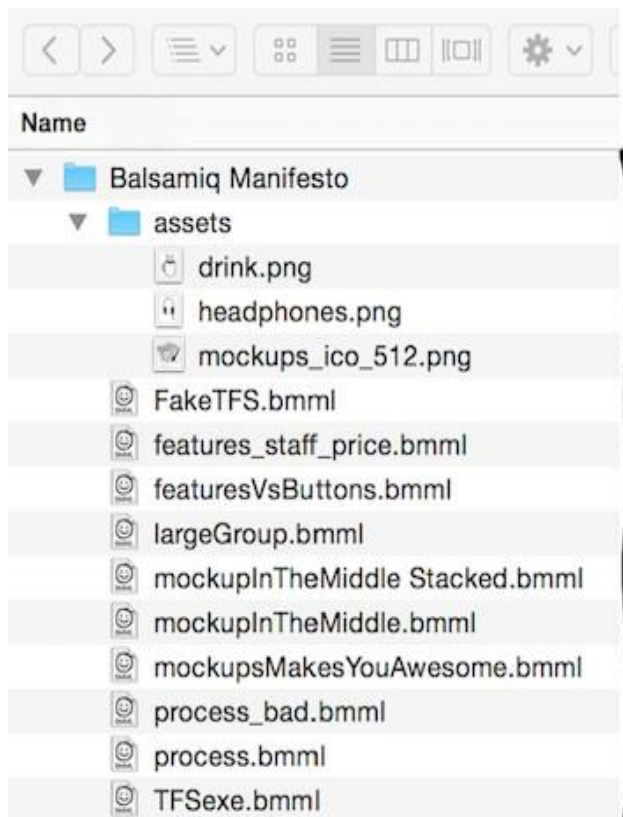 Name
Balsamiq Manifesto
assets
drink.png
headphones.png
mockups_ico_512.png
FakeTFS.bmml
features_staff_price.bmml
featuresVsButtons.bmml
largeGroup.bmml
mockupInTheMiddle Stacked.bmml
mockupInTheMiddle.bmml
mockupsMakesYouAwesome.bmml
process_bad.bmml
process.bmml
TFSexe.bmml